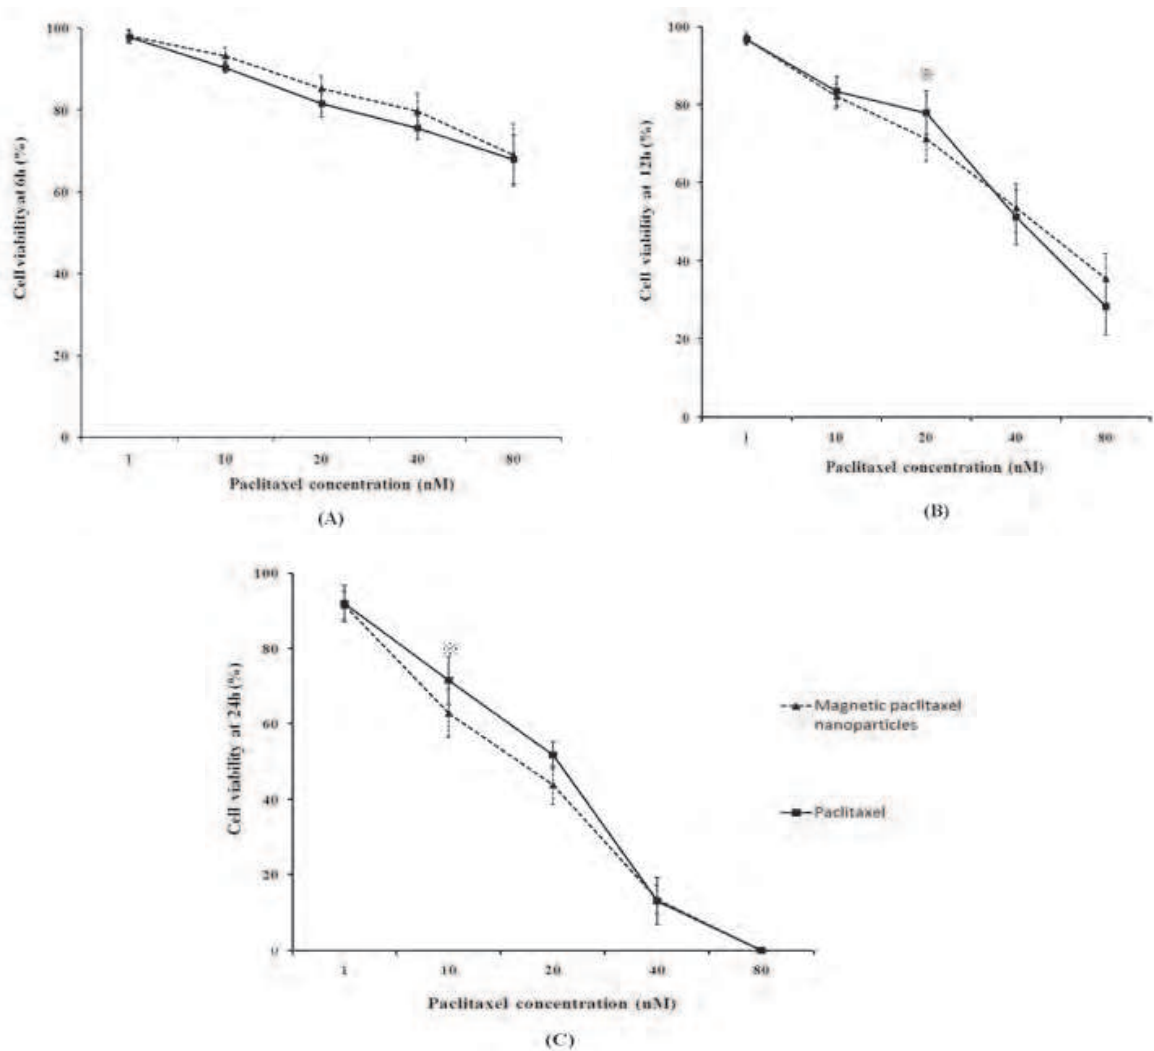 100
80
60
40
20
0
Cell viability at 6h (%)
1 10 20 40 80
Paclitaxel concentration (nM)
(A)
100
80
60
40
20
0
Cell viability at 12h (%)
1 10 20 40 80
Paclitaxel concentration (nM)
(B)
100
80
60
40
20
0
Cell viability at 24h (%)
1 10 20 40 80
Paclitaxel concentration (nM)
(C)
※
※
Magnetic paclitaxel
nanoparticles
Paclitaxel